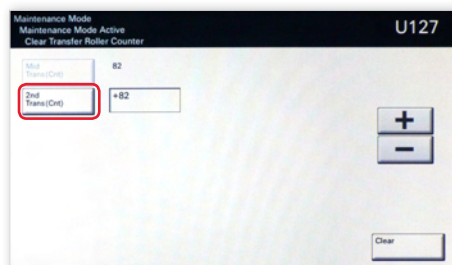 Maintenance Mode
U127
Maintenance Mode Active
Clear Transfer Roller Counter
Mid
Trans(Cnt)
82
2nd
Trans(Cnt)
+82
+
−
Clear